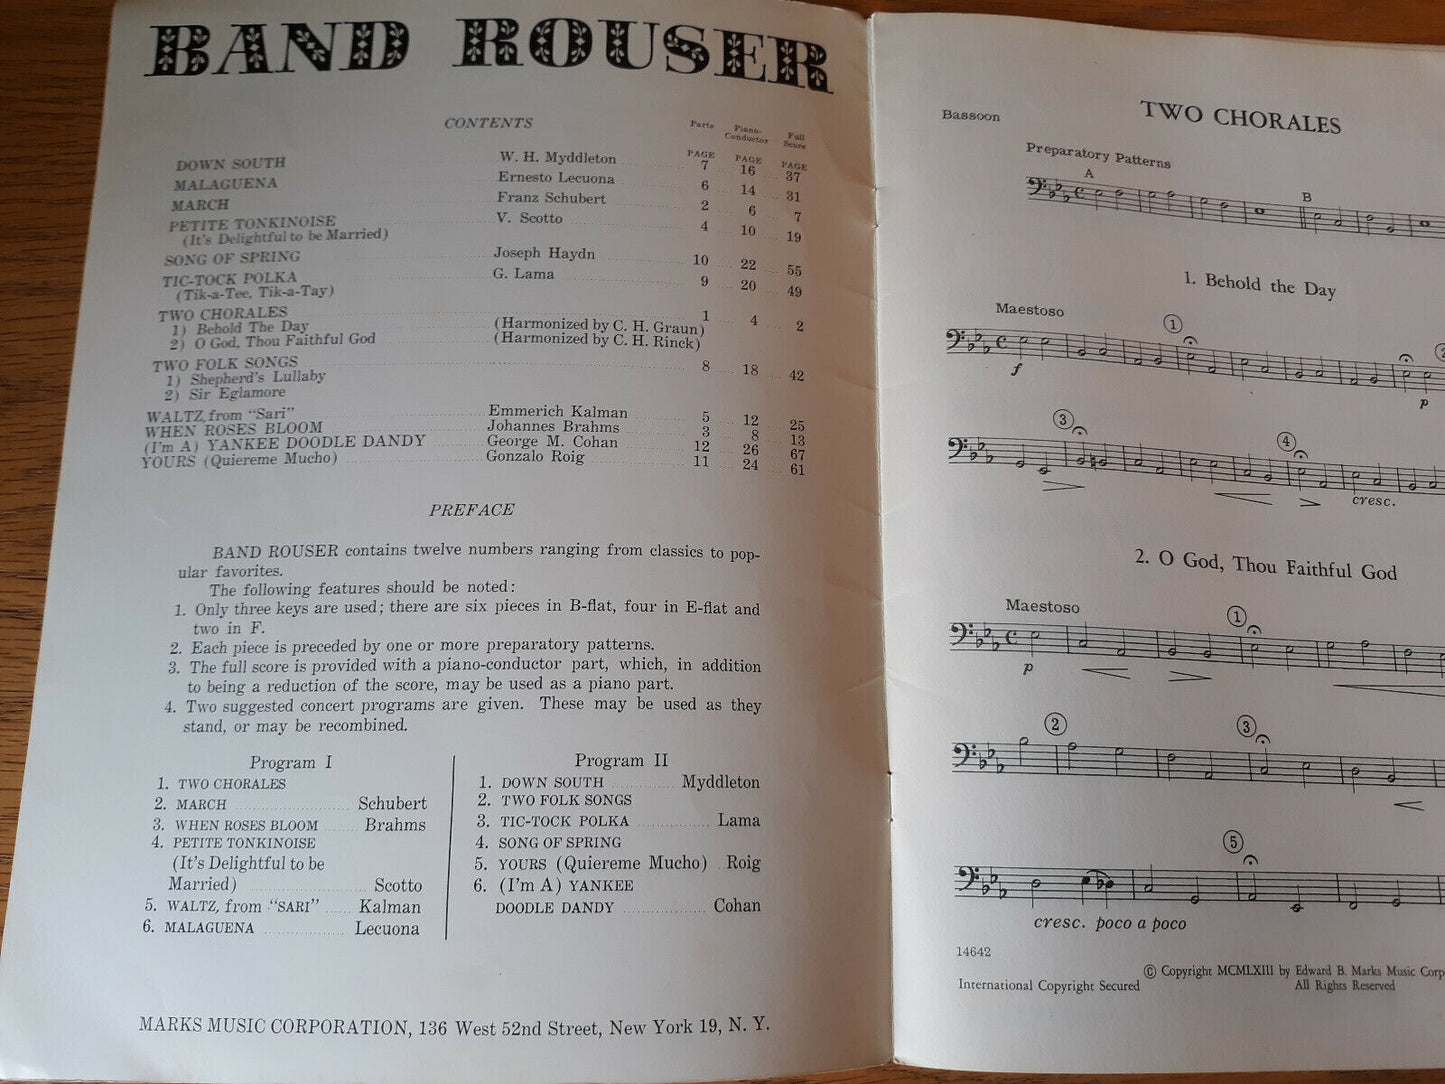 BAND ROUSER
CONTENTS
Parts Piano-Conductor Full Score
PAGE PAGE PAGE
DOWN SOUTH W. H. Myddleton 7 16 37
MALAGUENA Ernesto Lecuona 6 14 31
MARCH Franz Schubert 2 6 7
PETITE TONKINOISE V. Scotto 4 10 19
(It's Delightful to be Married)
SONG OF SPRING Joseph Haydn 10 22 55
TIC-TOCK POLKA G. Lama 9 20 49
(Tik-a-Tee, Tik-a-Tay)
TWO CHORALES 1 4 2
1) Behold The Day (Harmonized by C. H. Graun)
2) O God, Thou Faithful God (Harmonized by C. H. Rinck)
TWO FOLK SONGS 8 18 42
1) Shepherd's Lullaby
2) Sir Eglamore
WALTZ, from "Sari" Emmerich Kalman 5 12 25
WHEN ROSES BLOOM Johannes Brahms 3 8 13
(I'm A) YANKEE DOODLE DANDY George M. Cohan 12 26 67
YOURS (Quiereme Mucho) Gonzalo Roig 11 24 61
PREFACE
BAND ROUSER contains twelve numbers ranging from classics to pop-
ular favorites.
The following features should be noted:
1. Only three keys are used; there are six pieces in B-flat, four in E-flat and
two in F.
2. Each piece is preceded by one or more preparatory patterns.
3. The full score is provided with a piano-conductor part, which, in addition
to being a reduction of the score, may be used as a piano part.
4. Two suggested concert programs are given. These may be used as they
stand, or may be recombined.
Program I
1. TWO CHORALES
2. MARCH Schubert
3. WHEN ROSES BLOOM Brahms
4. PETITE TONKINOISE
(It's Delightful to be
Married) Scotto
5. WALTZ, from "SARI" Kalman
6. MALAGUENA Lecuona
Program II
1. DOWN SOUTH Myddleton
2. TWO FOLK SONGS
3. TIC-TOCK POLKA Lama
4. SONG OF SPRING
5. YOURS (Quiereme Mucho) Roig
6. (I'm A) YANKEE
DOODLE DANDY Cohan
MARKS MUSIC CORPORATION, 136 West 52nd Street, New York 19, N. Y.
Bassoon
TWO CHORALES
Preparatory Patterns
A B
1. Behold the Day
Maestoso 1
f p
3 4
cresc.
2. O God, Thou Faithful God
Maestoso 1
p
2 3
5
cresc. poco a poco
14642
© Copyright MCMLXIII by Edward B. Marks Music Corp
International Copyright Secured All Rights Reserved